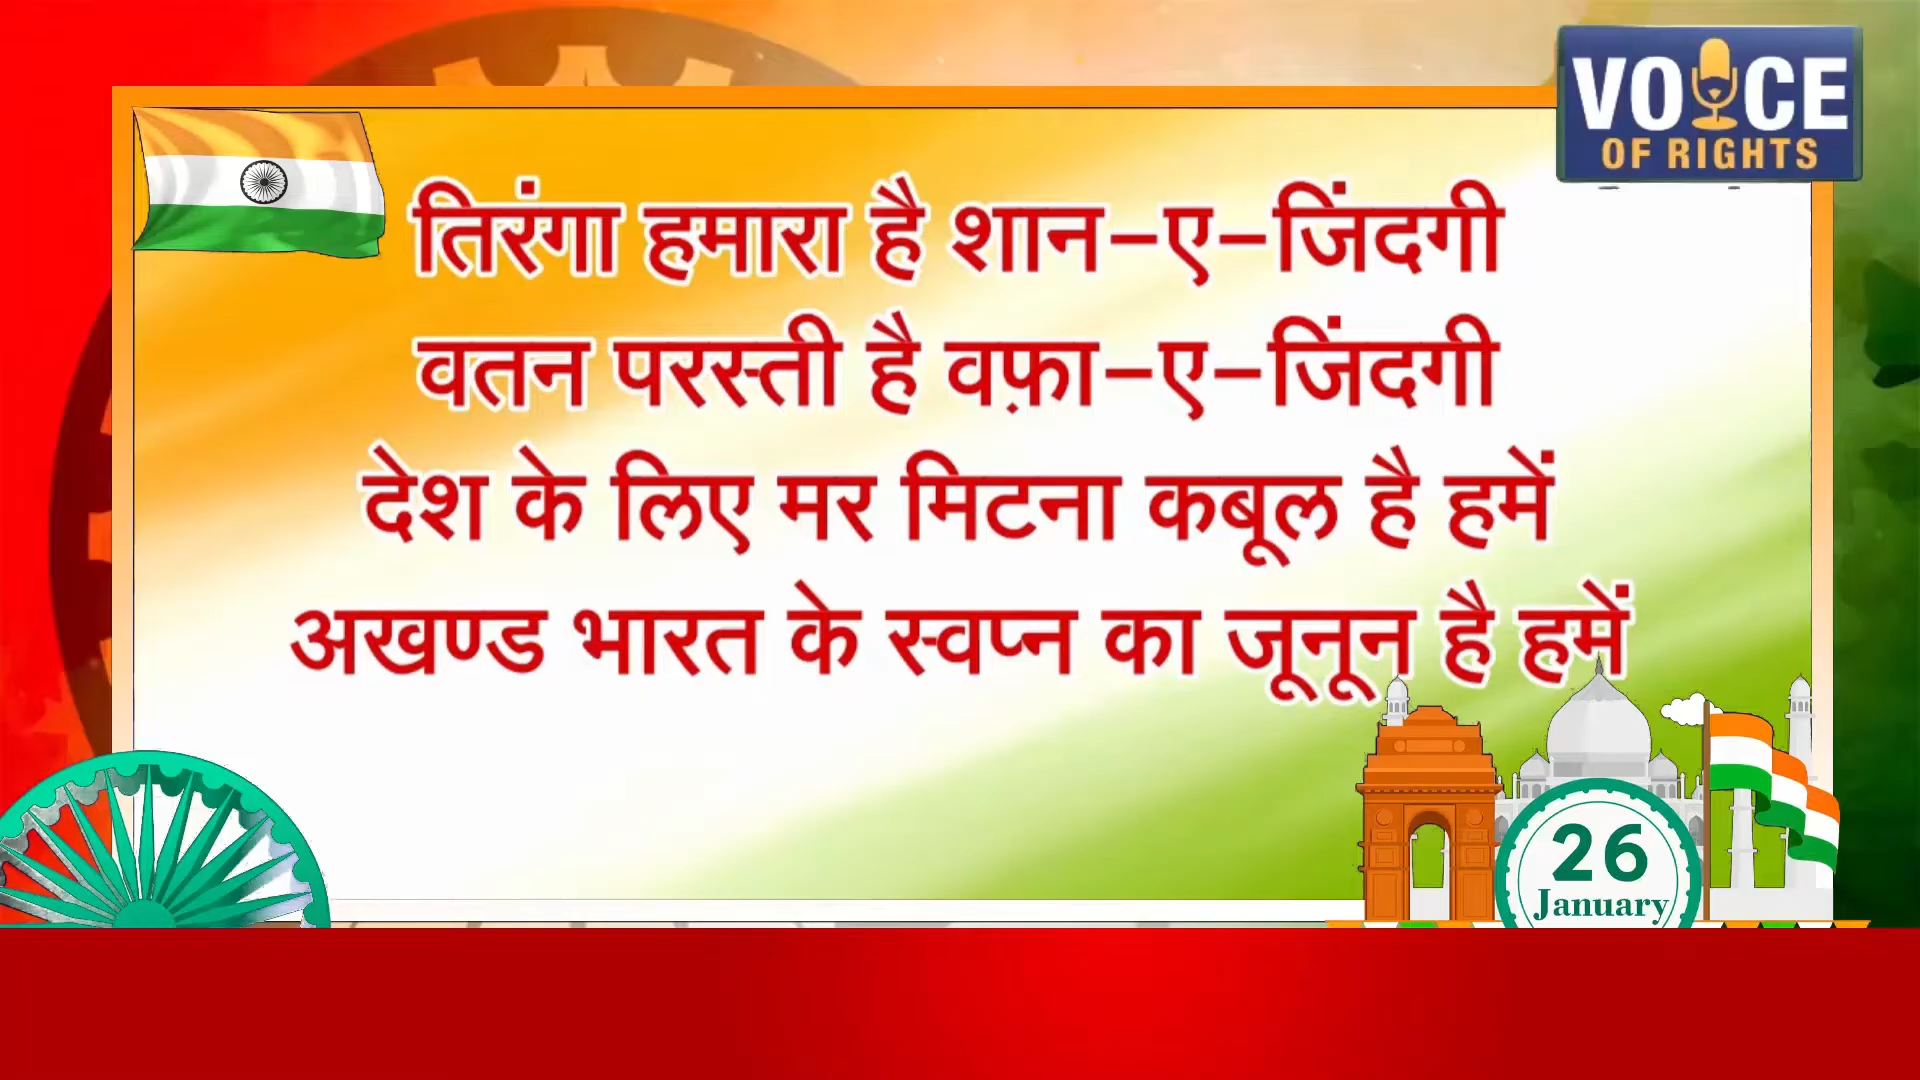 VOICE
OF RIGHTS
तिरंगा हमारा है शान-ए-जिंदगी
वतन परस्ती है वफ़ा-ए-जिंदगी
देश के लिए मर मिटना कबूल है हमें
अखण्ड भारत के स्वप्न का जूनून है हमें
26
January